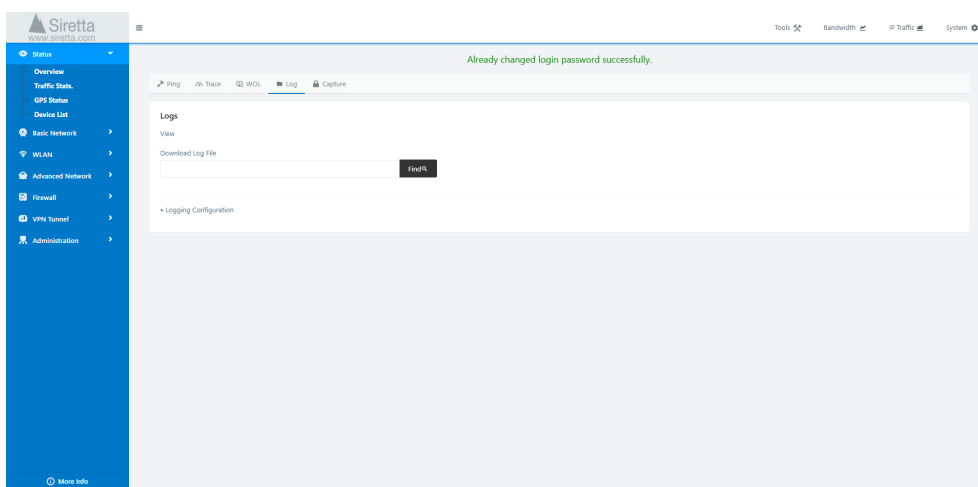 Siretta
www.siretta.com
Tools
Bandwidth
IP Traffic
System
Status
Overview
Traffic Stats.
GPS Status
Device List
Basic Network
WLAN
Advanced Network
Firewall
VPN Tunnel
Administration
More Info
Already changed login password successfully.
Ping
Trace
WOL
Log
Capture
Logs
View
Download Log File
Find
» Logging Configuration